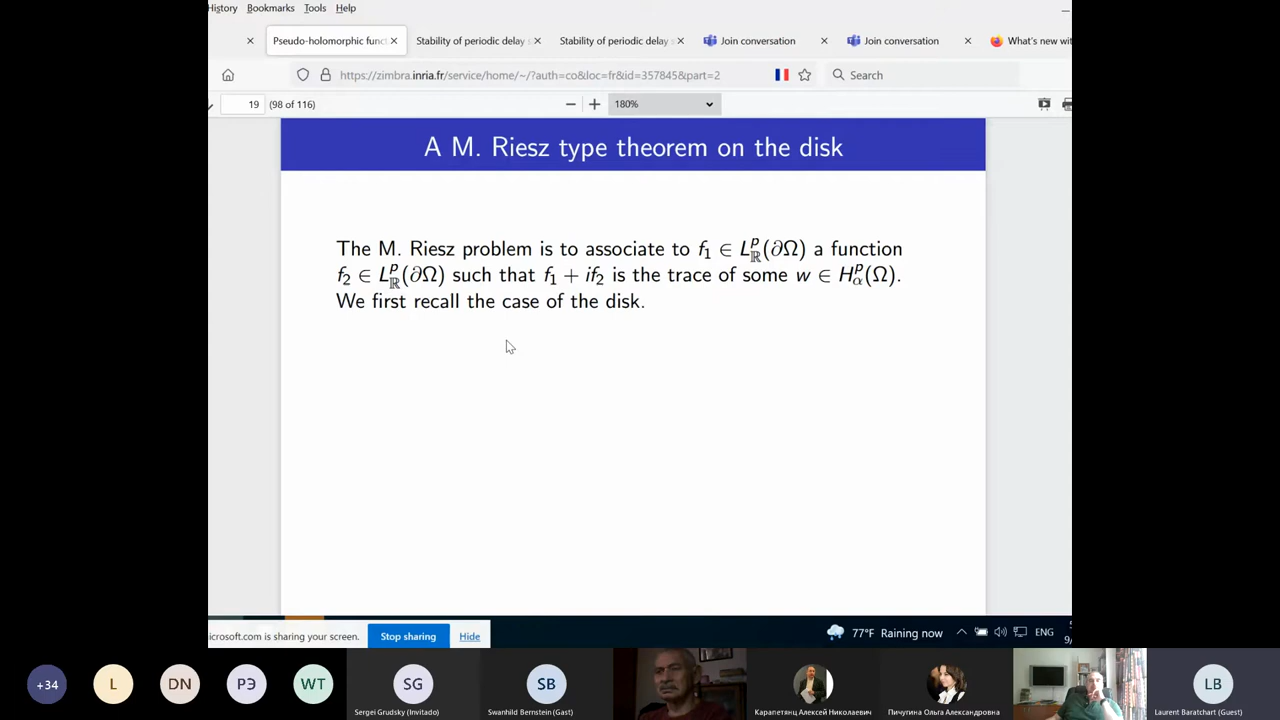 History Bookmarks Tools Help
Pseudo-holomorphic func
Stability of periodic delay s
Stability of periodic delay s
Join conversation
Join conversation
What's new wit
https://zimbra.inria.fr/service/home/~/?auth=co&loc=fr&id=357845&part=2
Search
19 (98 of 116)
180%
A M. Riesz type theorem on the disk
The M. Riesz problem is to associate to f₁ ∈ L^p_ℝ(∂Ω) a function
f₂ ∈ L^p_ℝ(∂Ω) such that f₁ + if₂ is the trace of some w ∈ H^p_α(Ω).
We first recall the case of the disk.
icrosoft.com is sharing your screen.
Stop sharing
Hide
77°F Raining now
ENG
+34
L
DN
РЭ
WT
SG
SB
LB
Sergei Grudsky (Invitado)
Swanhild Bernstein (Gast)
Карапетянц Алексей Николаевич
Пичугина Ольга Александровна
Laurent Baratchart (Guest)